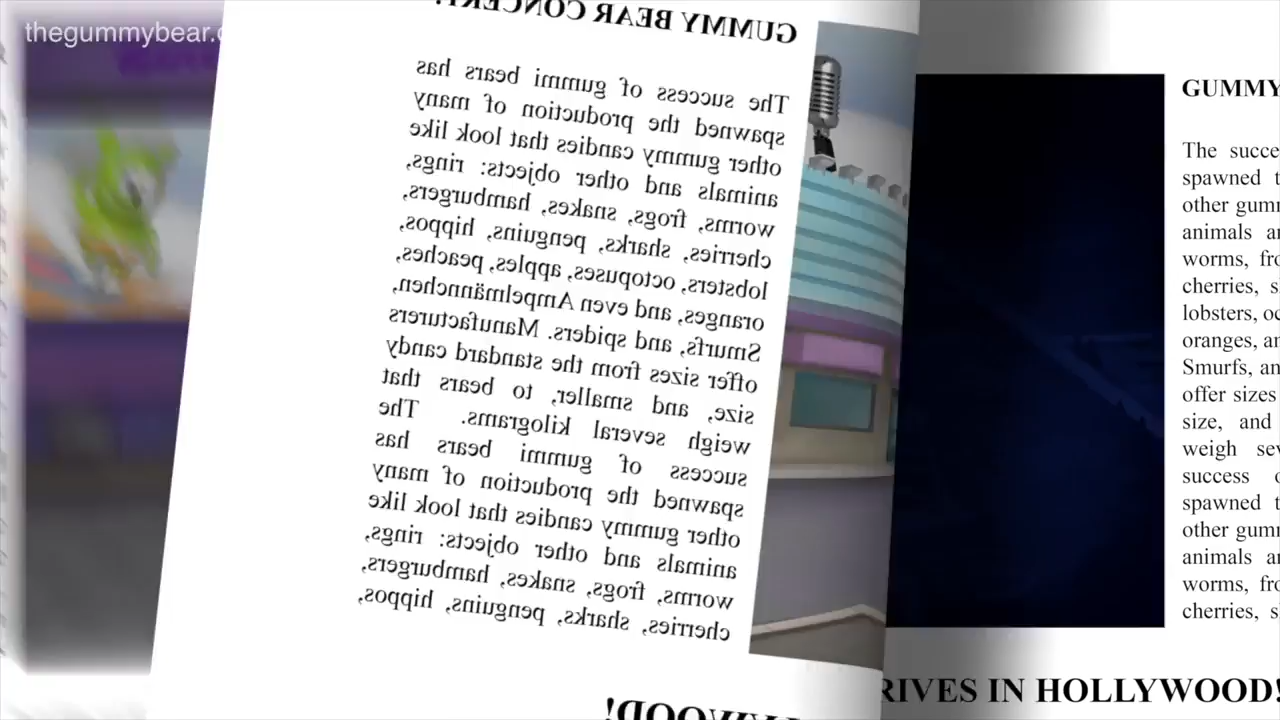 thegummybear.c
GUMMY BEAR CONCERT!
The success of gummi bears has
spawned the production of many
other gummy candies that look like
animals and other objects: rings,
worms, frogs, snakes, hamburgers,
cherries, sharks, penguins, hippos,
lobsters, octopuses, apples, peaches,
oranges, and even Ampelmännchen,
Smurfs, and spiders. Manufacturers
offer sizes from the standard candy
size, and smaller, to bears that
weigh several kilograms. The
success of gummi bears has
spawned the production of many
other gummy candies that look like
animals and other objects: rings,
worms, frogs, snakes, hamburgers,
cherries, sharks, penguins, hippos,
LYWOOD!
GUMMY
The succe
spawned t
other gumm
animals an
worms, fro
cherries, s
lobsters, oc
oranges, an
Smurfs, an
offer sizes
size, and
weigh sev
success o
spawned t
other gumm
animals an
worms, fro
cherries, s
RIVES IN HOLLYWOOD!